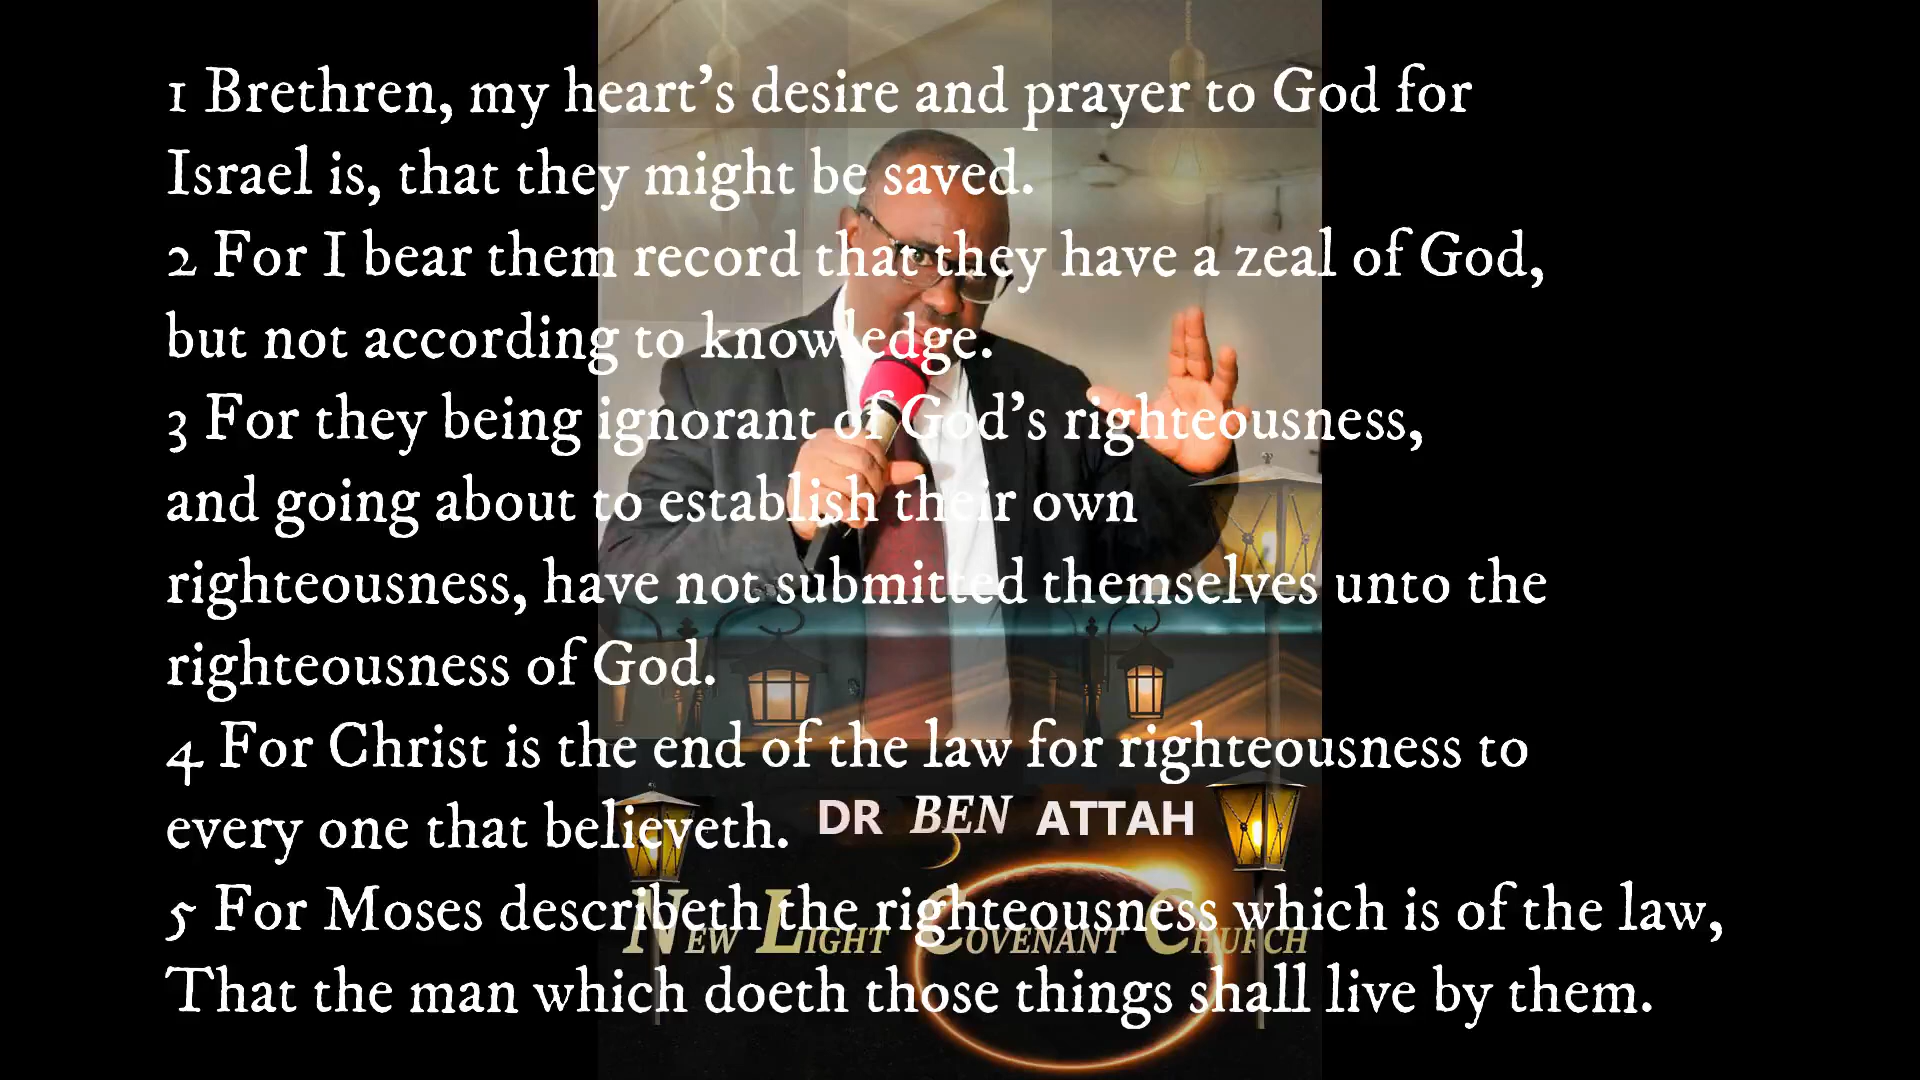 1 Brethren, my heart’s desire and prayer to God for
Israel is, that they might be saved.
2 For I bear them record that they have a zeal of God,
but not according to knowledge.
3 For they being ignorant of God’s righteousness,
and going about to establish their own
righteousness, have not submitted themselves unto the
righteousness of God.
4 For Christ is the end of the law for righteousness to
every one that believeth.
DR BEN ATTAH
5 For Moses describeth the righteousness which is of the law,
New Light Covenant Church
That the man which doeth those things shall live by them.